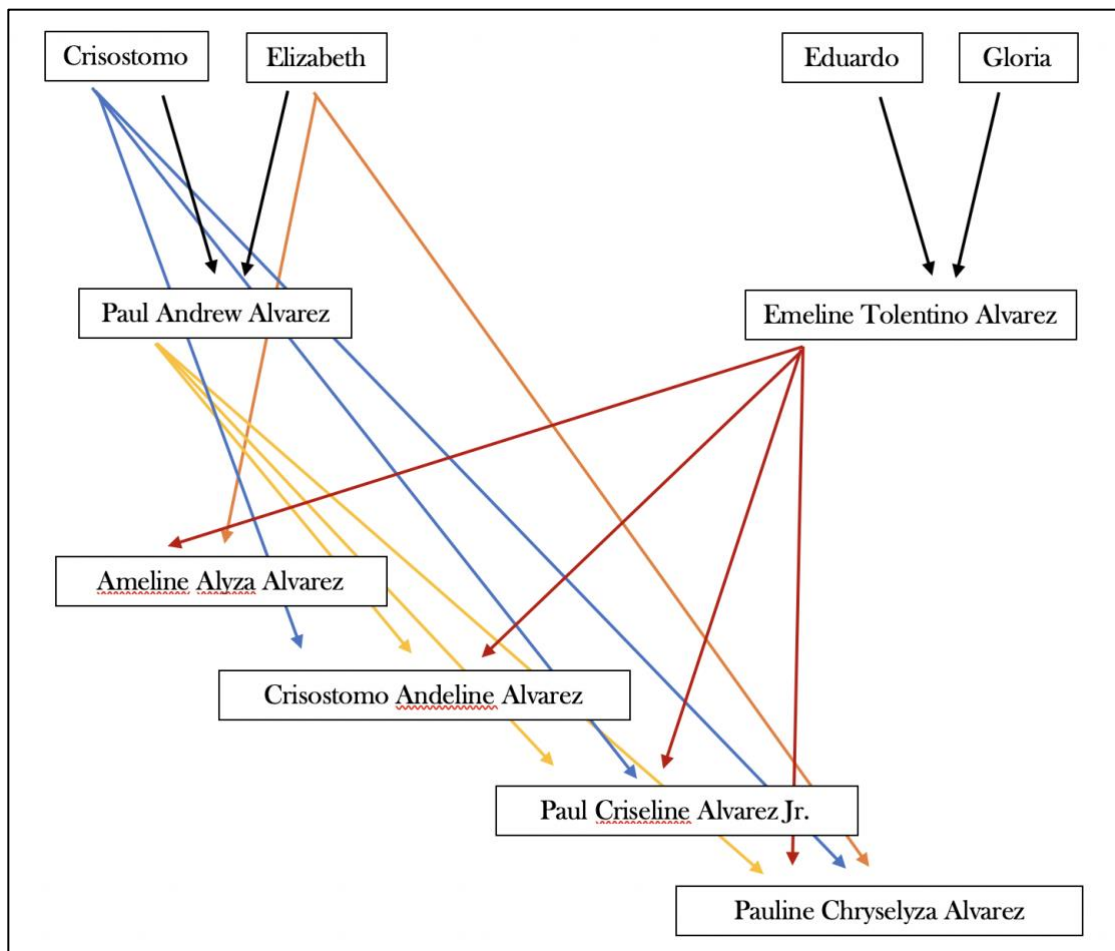 Crisostomo
Elizabeth
Eduardo
Gloria
Paul Andrew Alvarez
Emeline Tolentino Alvarez
Ameline Alyza Alvarez
Crisostomo Andeline Alvarez
Paul Criseline Alvarez Jr.
Pauline Chryselyza Alvarez